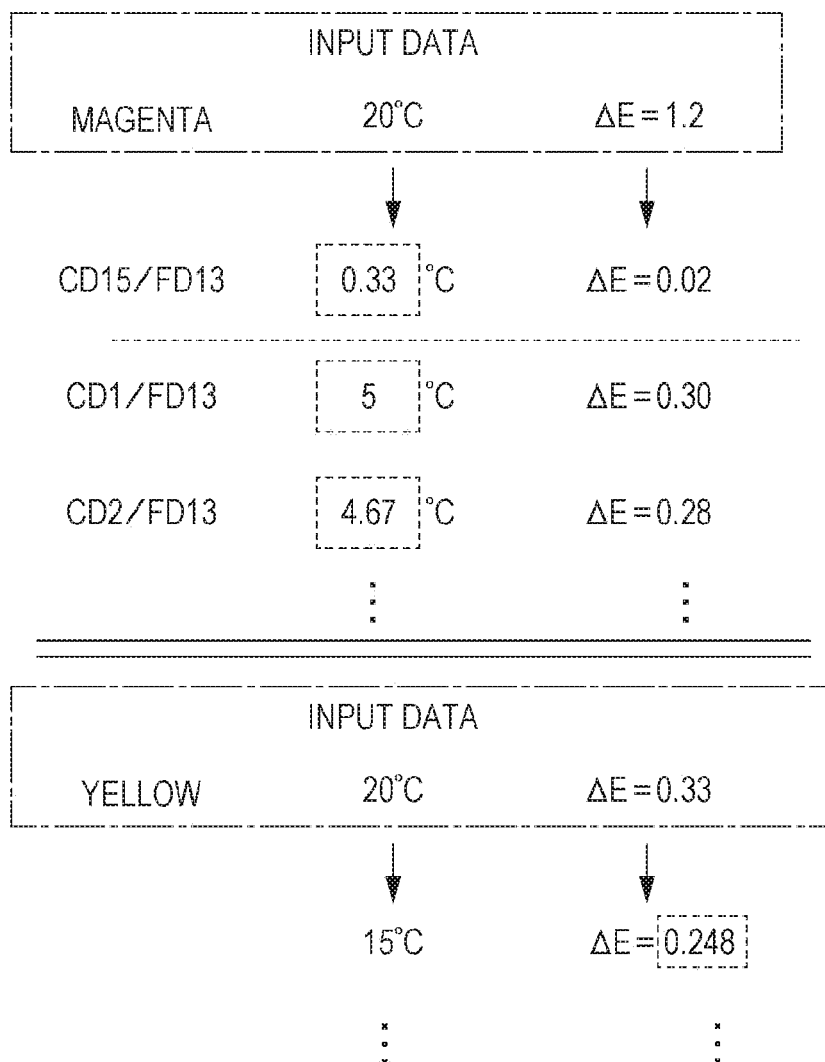 INPUT DATA
MAGENTA 20°C ΔE=1.2
CD15/FD13 0.33 °C ΔE=0.02
CD1/FD13 5 °C ΔE=0.30
CD2/FD13 4.67 °C ΔE=0.28
⋮ ⋮
INPUT DATA
YELLOW 20°C ΔE=0.33
15°C ΔE=0.248
⋮ ⋮